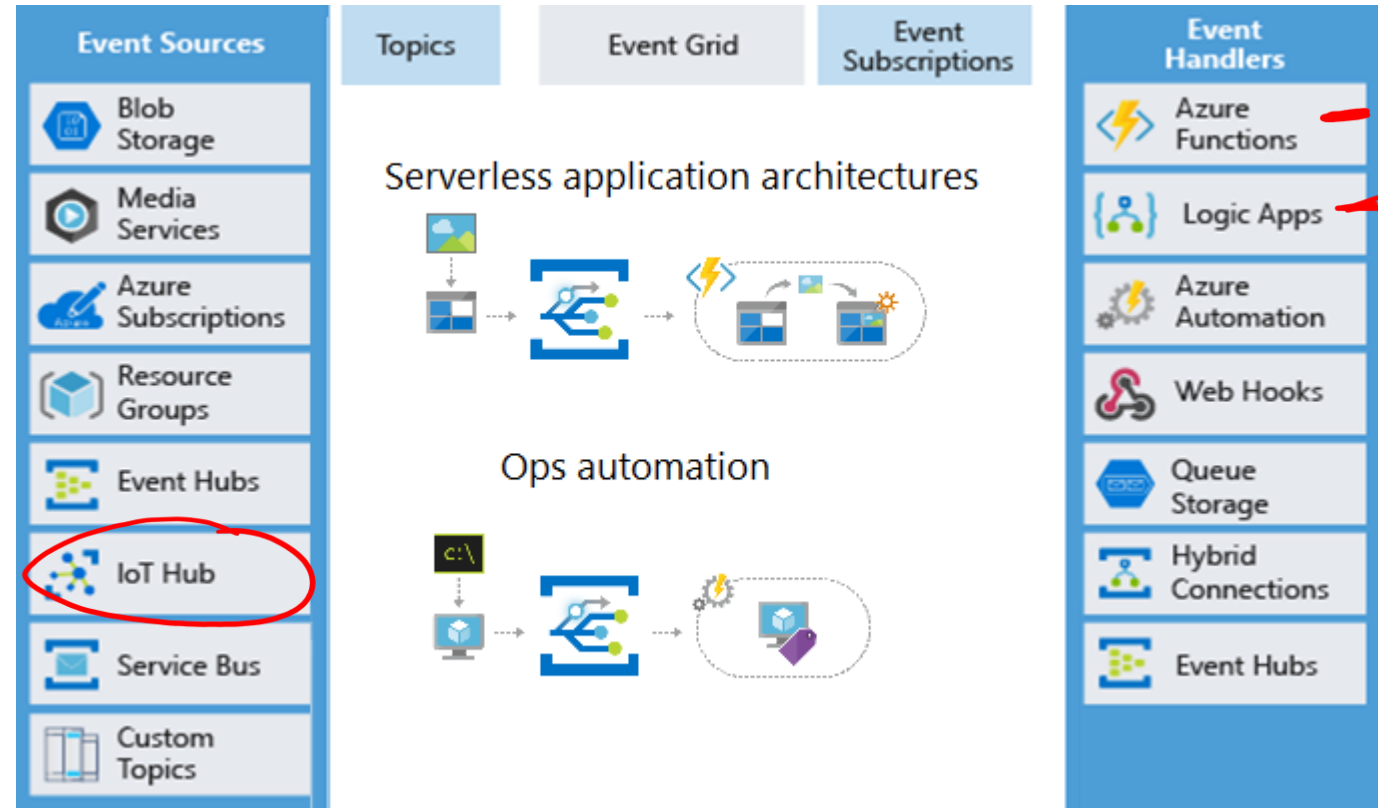 Event Sources
Blob
Storage
Media
Services
Azure
Subscriptions
Resource
Groups
Event Hubs
IoT Hub
Service Bus
Custom
Topics
Topics
Event Grid
Event
Subscriptions
Serverless application architectures
Ops automation
c:\
Event
Handlers
Azure
Functions
Logic Apps
Azure
Automation
Web Hooks
Queue
Storage
Hybrid
Connections
Event Hubs